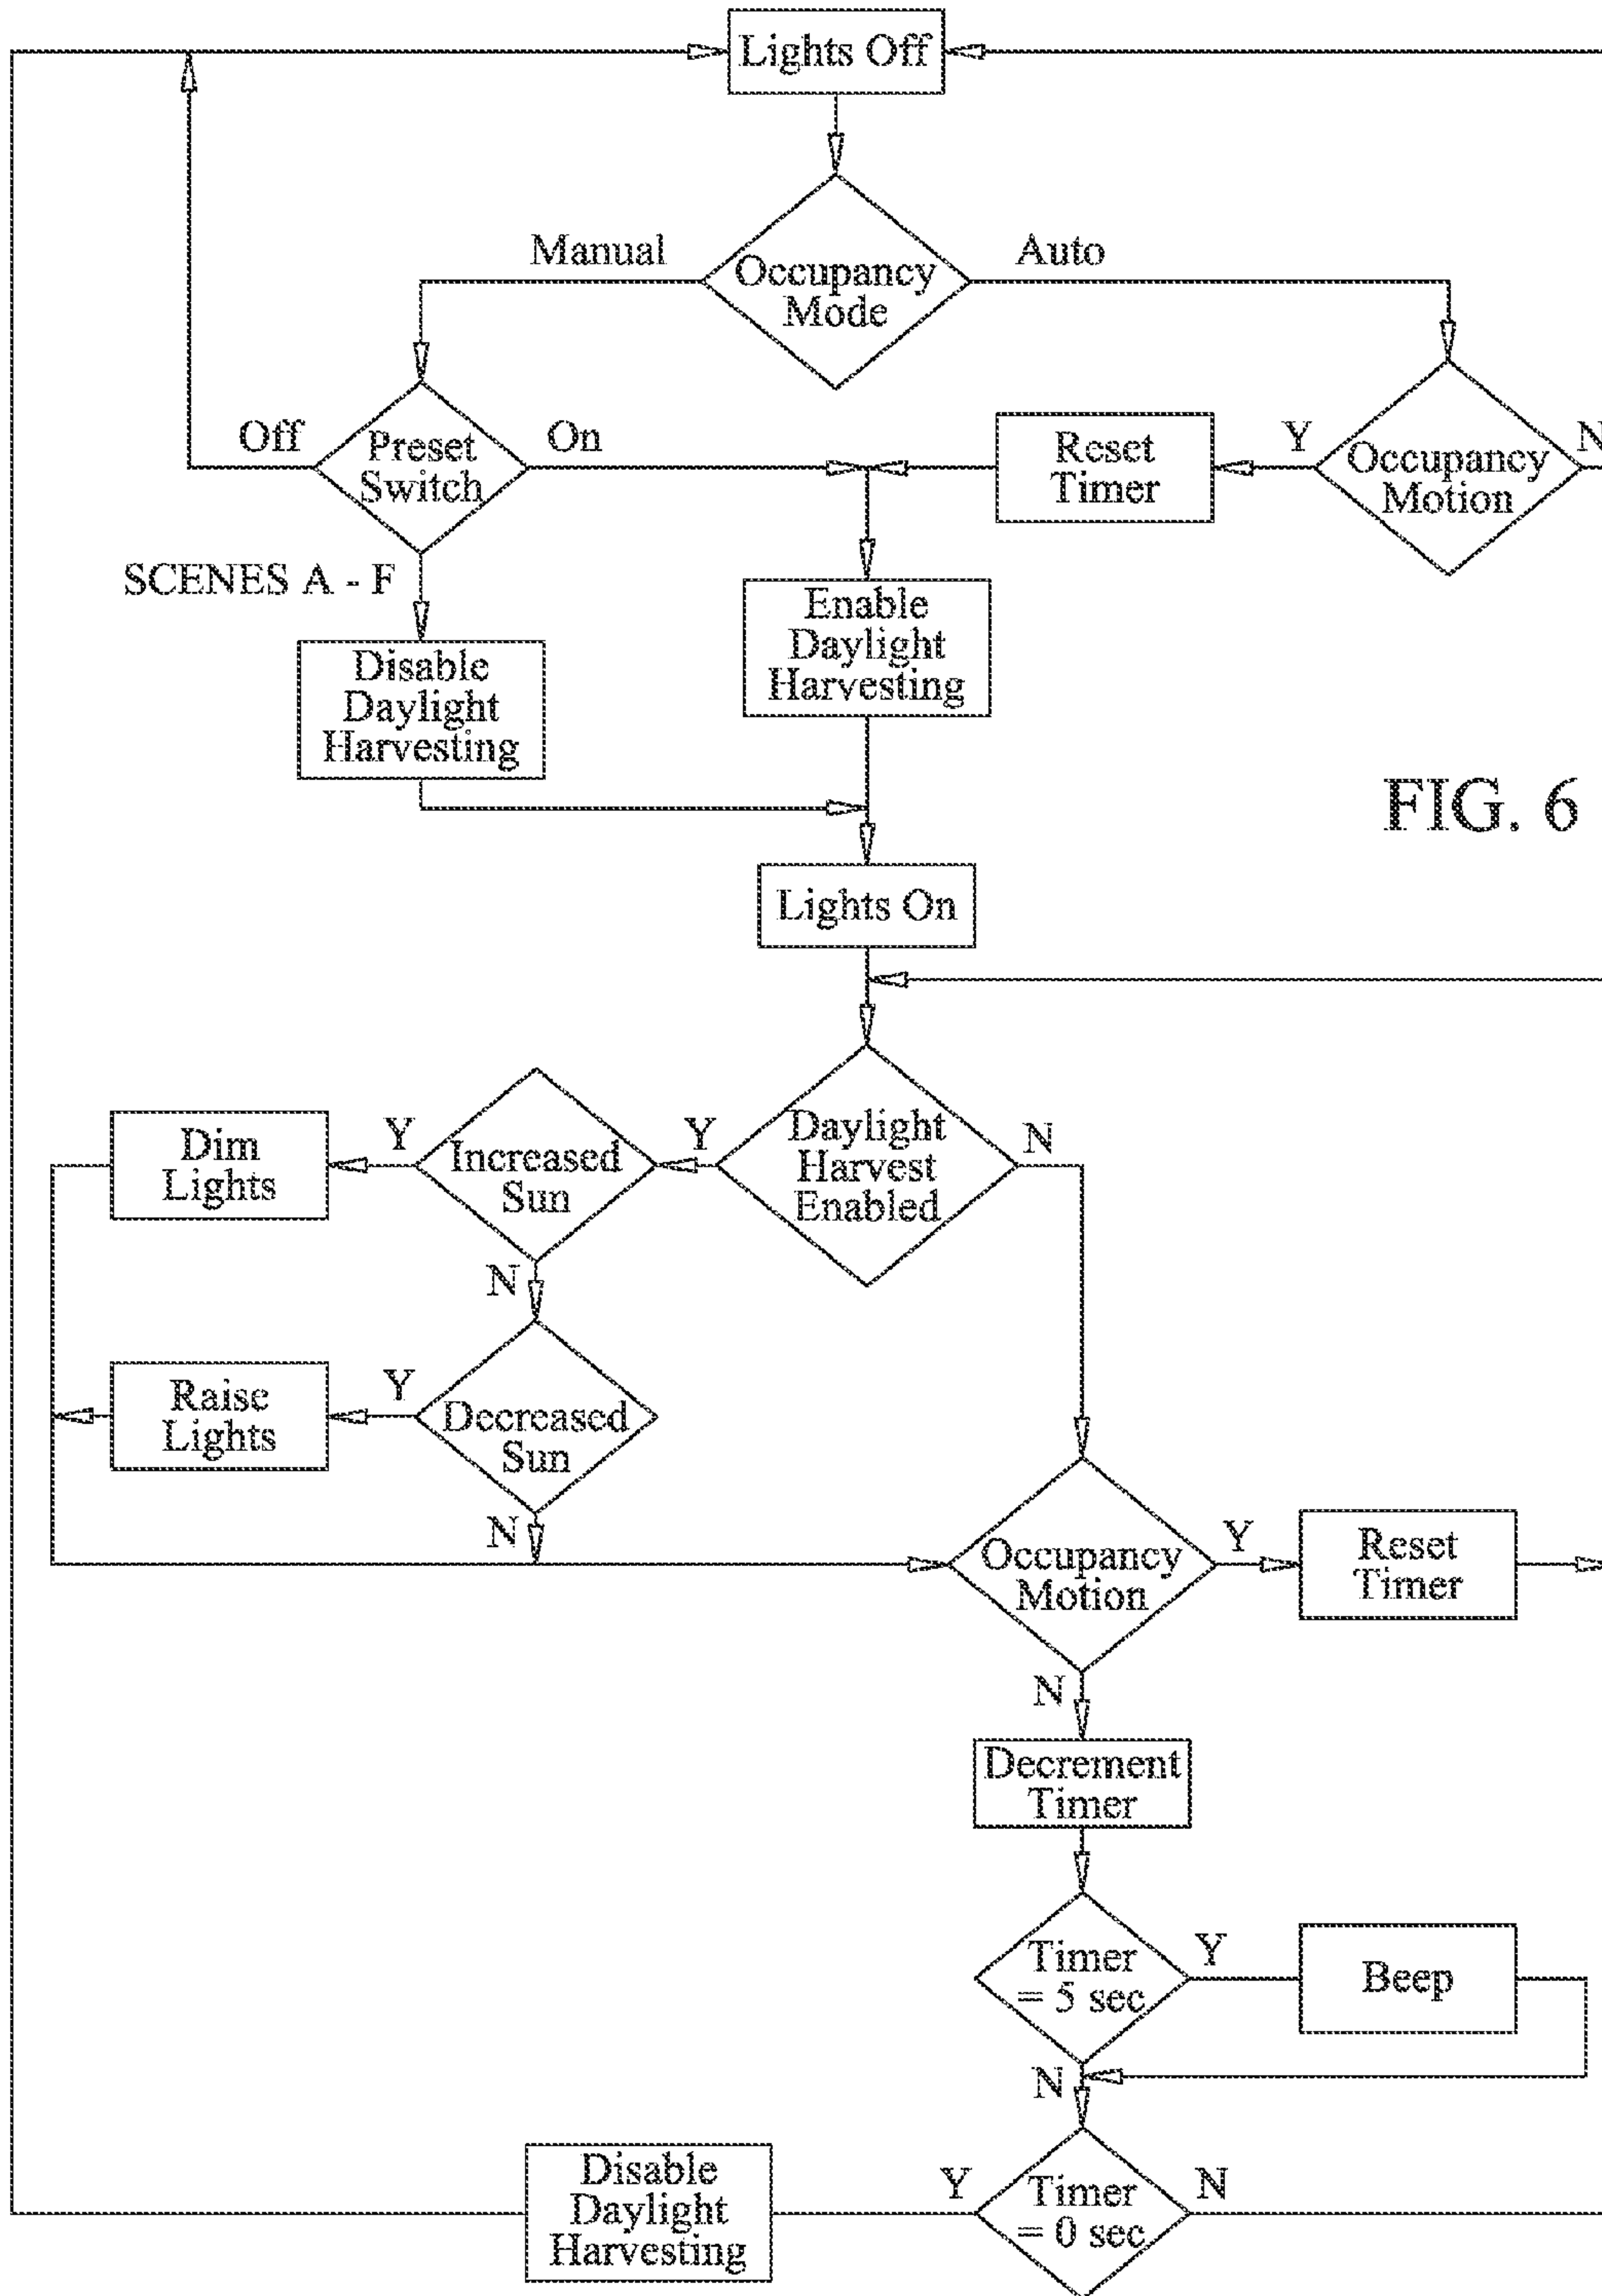 Lights Off
Manual
Auto
Occupancy
Mode
Off
Preset
Switch
On
Reset
Timer
Y
Occupancy
Motion
N
SCENES A - F
Enable
Daylight
Harvesting
Disable
Daylight
Harvesting
FIG. 6
Lights On
Dim
Lights
Y
Increased
Sun
Y
Daylight
Harvest
Enabled
N
N
Raise
Lights
Y
Decreased
Sun
N
Occupancy
Motion
Y
Reset
Timer
N
Decrement
Timer
Timer
= 5 sec
Y
Beep
N
Disable
Daylight
Harvesting
Y
Timer
= 0 sec
N